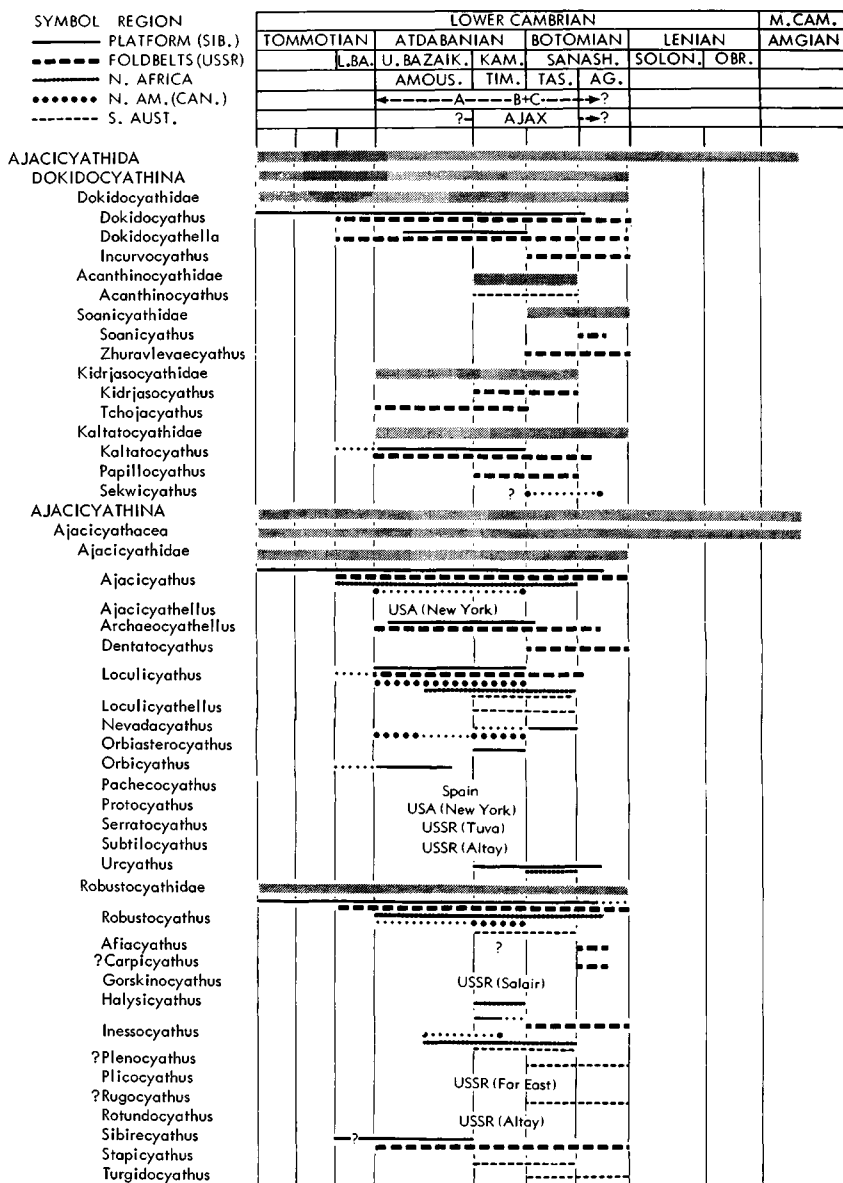 SYMBOL REGION
PLATFORM (SIB.)
FOLDBELTS (USSR)
N. AFRICA
N. AM. (CAN.)
S. AUST.
LOWER CAMBRIAN M. CAM.
TOMMOTIAN ATDABANIAN BOTOMIAN LENIAN AMGIAN
L.BA. U. BAZAIK. KAM. SANASH. SOLON. OBR.
AMOUS. TIM. TAS. AG.
A B+C ?
?- AJAX ?
AJACICYATHIDA
DOKIDOCYATHINA
Dokidocyathidae
Dokidocyathus
Dokidocyathella
Incurvocyathus
Acanthinocyathidae
Acanthinocyathus
Soanicyathidae
Soanicyathus
Zhuravlevaecyathus
Kidrjasocyathidae
Kidrjasocyathus
Tchojacyathus
Kaltatocyathidae
Kaltatocyathus
Papillocyathus
Sekwicyathus ?
AJACICYATHINA
Ajacicyathacea
Ajacicyathidae
Ajacicyathus
Ajacicyathellus USA (New York)
Archaeocyathellus
Dentatocyathus
Loculicyathus
Loculicyathellus
Nevadacyathus
Orbiasterocyathus
Orbicyathus
Pachecocyathus Spain
Protocyathus USA (New York)
Serratocyathus USSR (Tuva)
Subtilocyathus USSR (Altay)
Urcyathus
Robustocyathidae
Robustocyathus
Afiacyathus ?
?Carpicyathus
Gorskinocyathus USSR (Salair)
Halysicyathus
Inessocyathus
?Plenocyathus
Plicocyathus USSR (Far East)
?Rugocyathus
Rotundocyathus USSR (Altay)
Sibirecyathus ?
Stapicyathus
Turgidocyathus